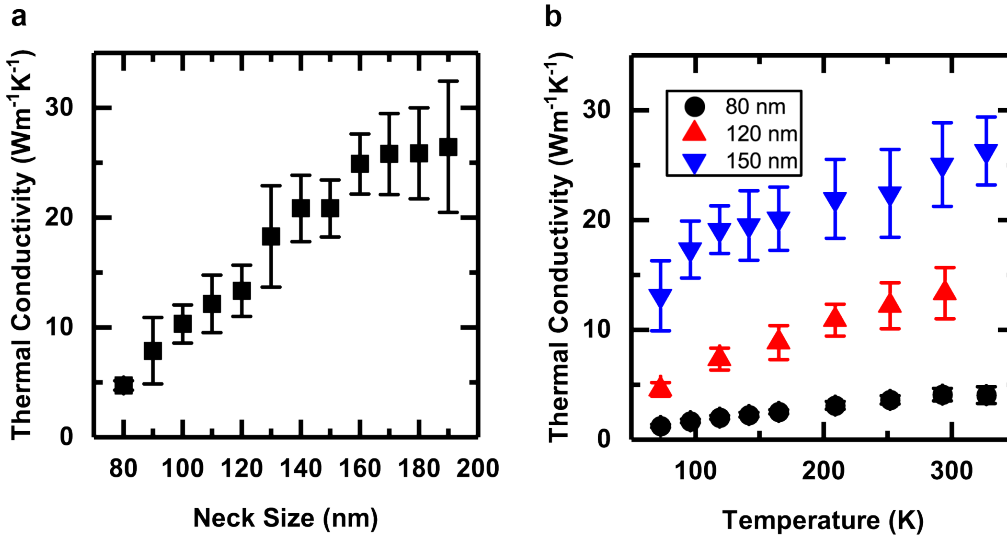 a
Thermal Conductivity (Wm⁻¹K⁻¹)
30
20
10
0
80 100 120 140 160 180 200
Neck Size (nm)
b
Thermal Conductivity (Wm⁻¹K⁻¹)
30
20
10
0
80 nm
120 nm
150 nm
100 200 300
Temperature (K)